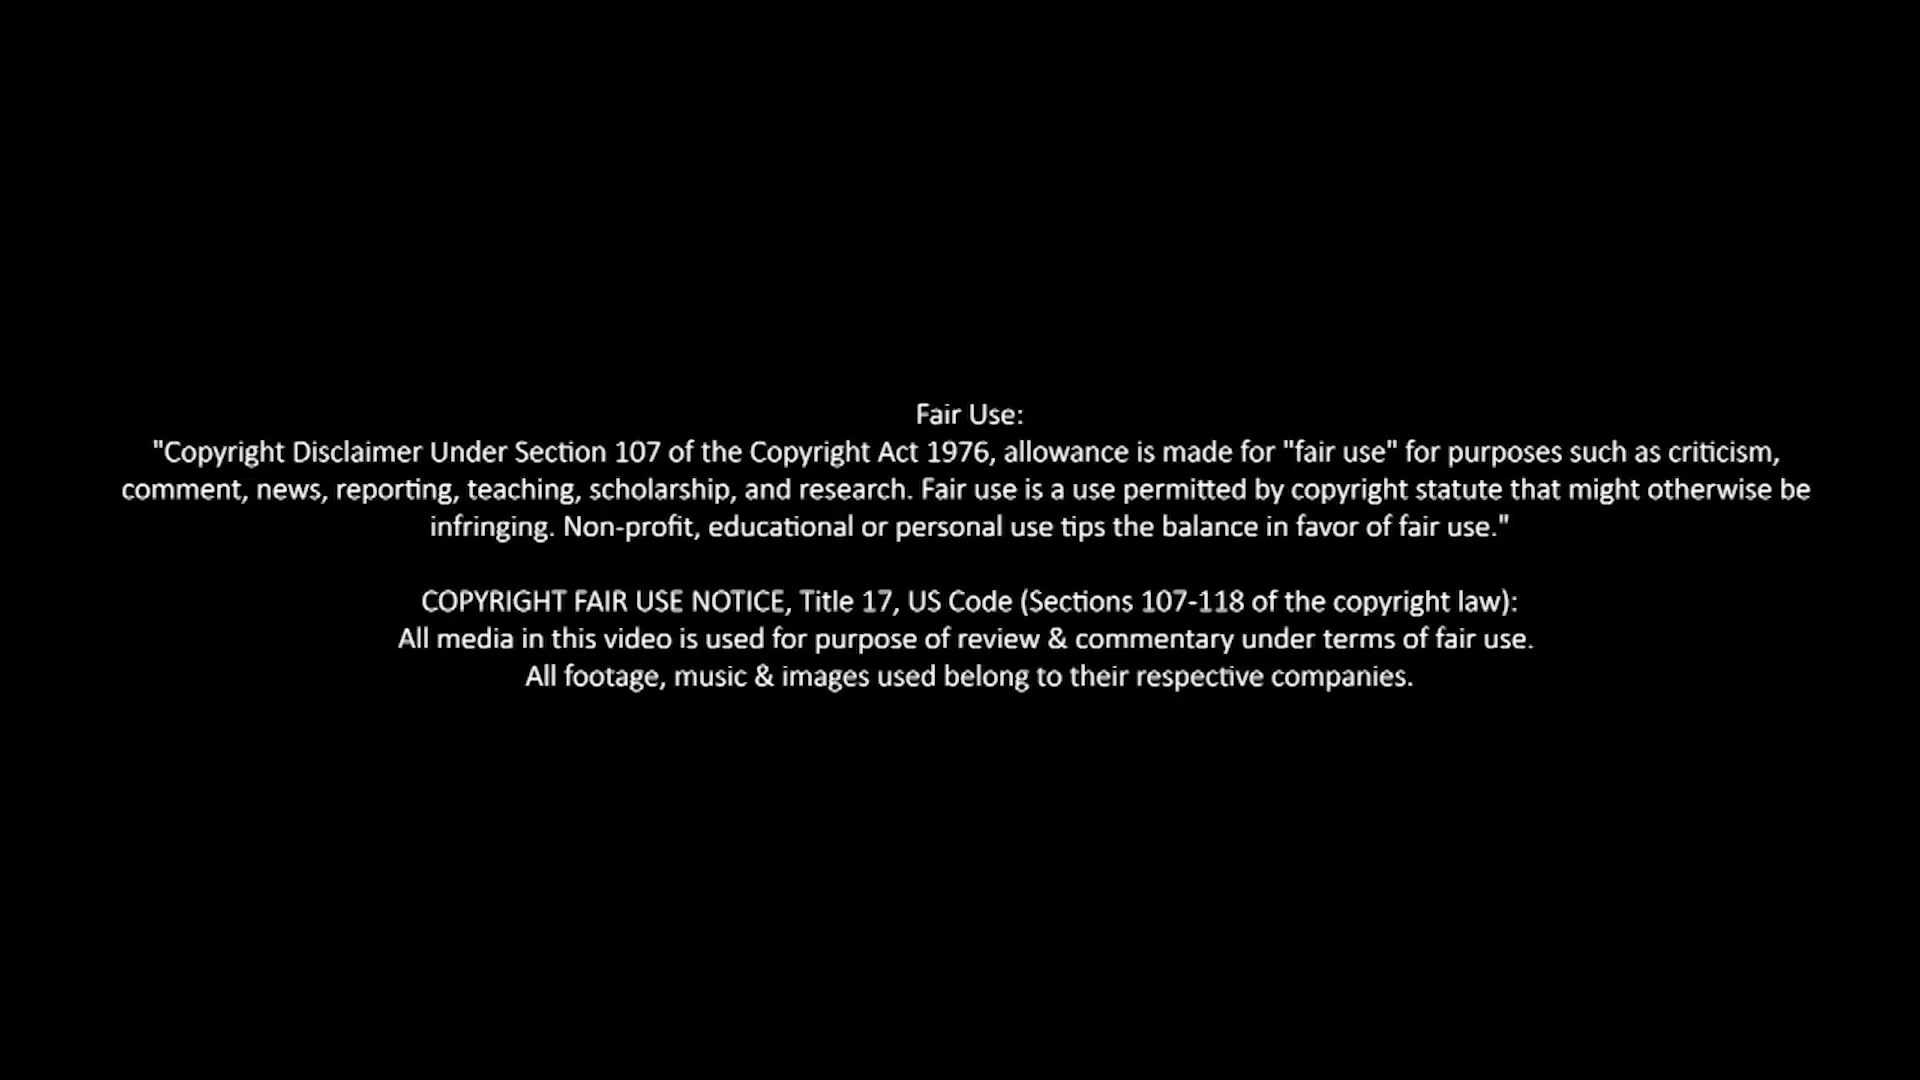 Fair Use:
"Copyright Disclaimer Under Section 107 of the Copyright Act 1976, allowance is made for "fair use" for purposes such as criticism,
comment, news, reporting, teaching, scholarship, and research. Fair use is a use permitted by copyright statute that might otherwise be
infringing. Non-profit, educational or personal use tips the balance in favor of fair use."
COPYRIGHT FAIR USE NOTICE, Title 17, US Code (Sections 107-118 of the copyright law):
All media in this video is used for purpose of review & commentary under terms of fair use.
All footage, music & images used belong to their respective companies.